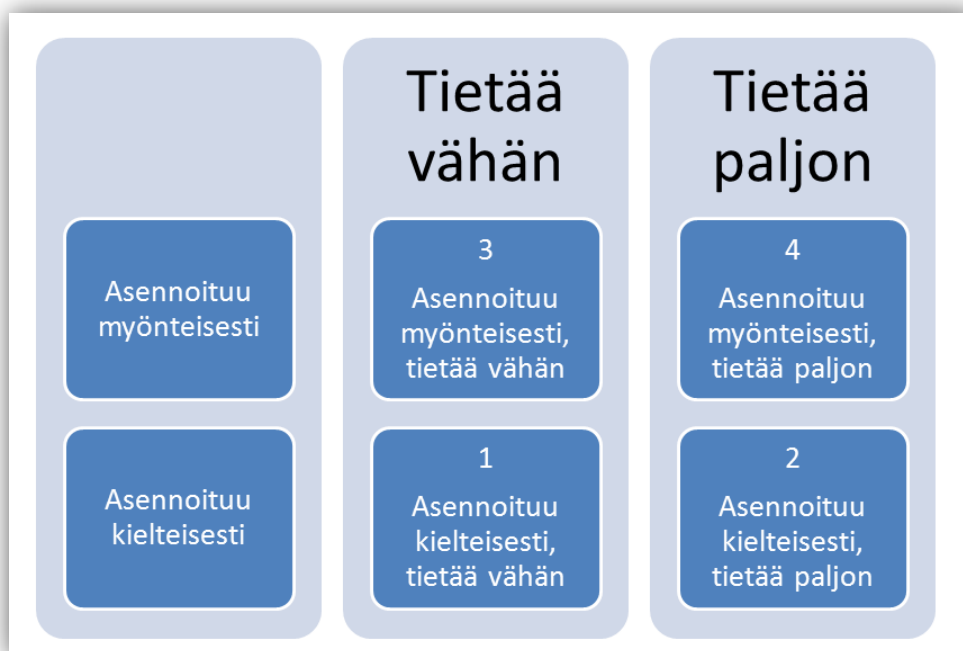 Tietää
vähän
Tietää
paljon
Asennoituu
myönteisesti
3
Asennoituu
myönteisesti,
tietää vähän
4
Asennoituu
myönteisesti,
tietää paljon
Asennoituu
kielteisesti
1
Asennoituu
kielteisesti,
tietää vähän
2
Asennoituu
kielteisesti,
tietää paljon